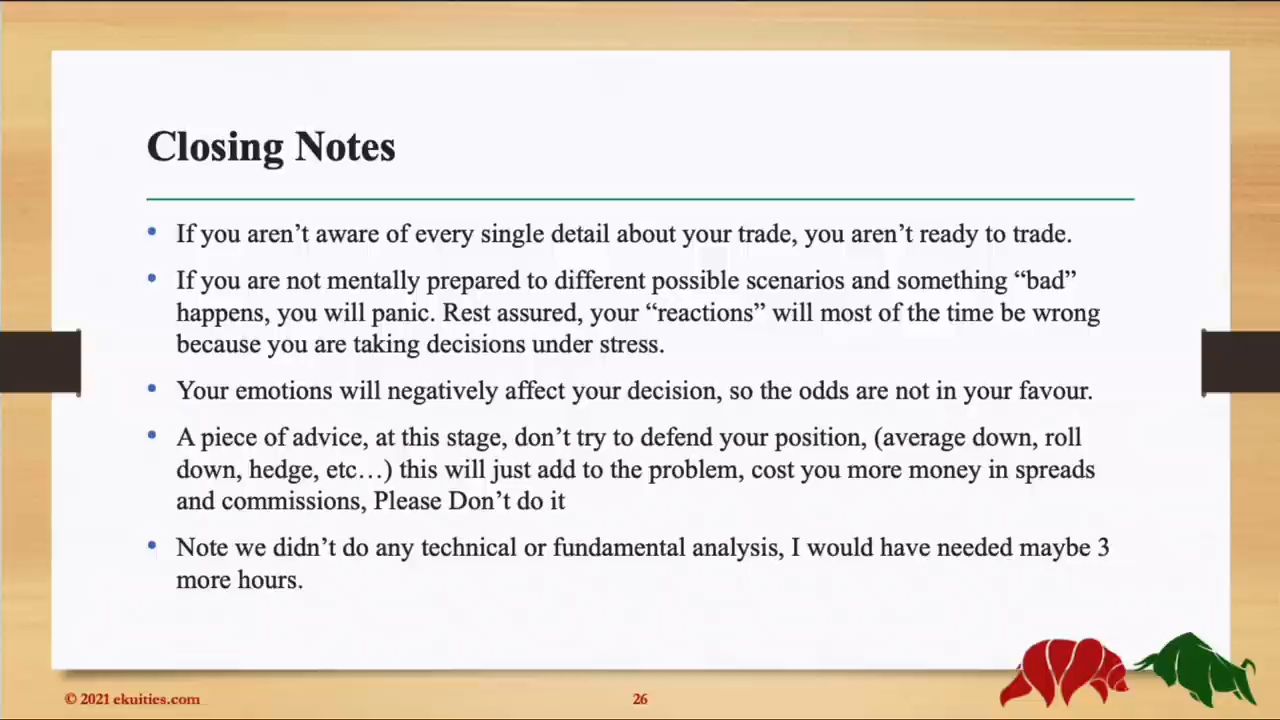 Closing Notes
• If you aren’t aware of every single detail about your trade, you aren’t ready to trade.
• If you are not mentally prepared to different possible scenarios and something “bad”
happens, you will panic. Rest assured, your “reactions” will most of the time be wrong
because you are taking decisions under stress.
• Your emotions will negatively affect your decision, so the odds are not in your favour.
• A piece of advice, at this stage, don’t try to defend your position, (average down, roll
down, hedge, etc…) this will just add to the problem, cost you more money in spreads
and commissions, Please Don’t do it
• Note we didn’t do any technical or fundamental analysis, I would have needed maybe 3
more hours.
© 2021 ekuities.com
26